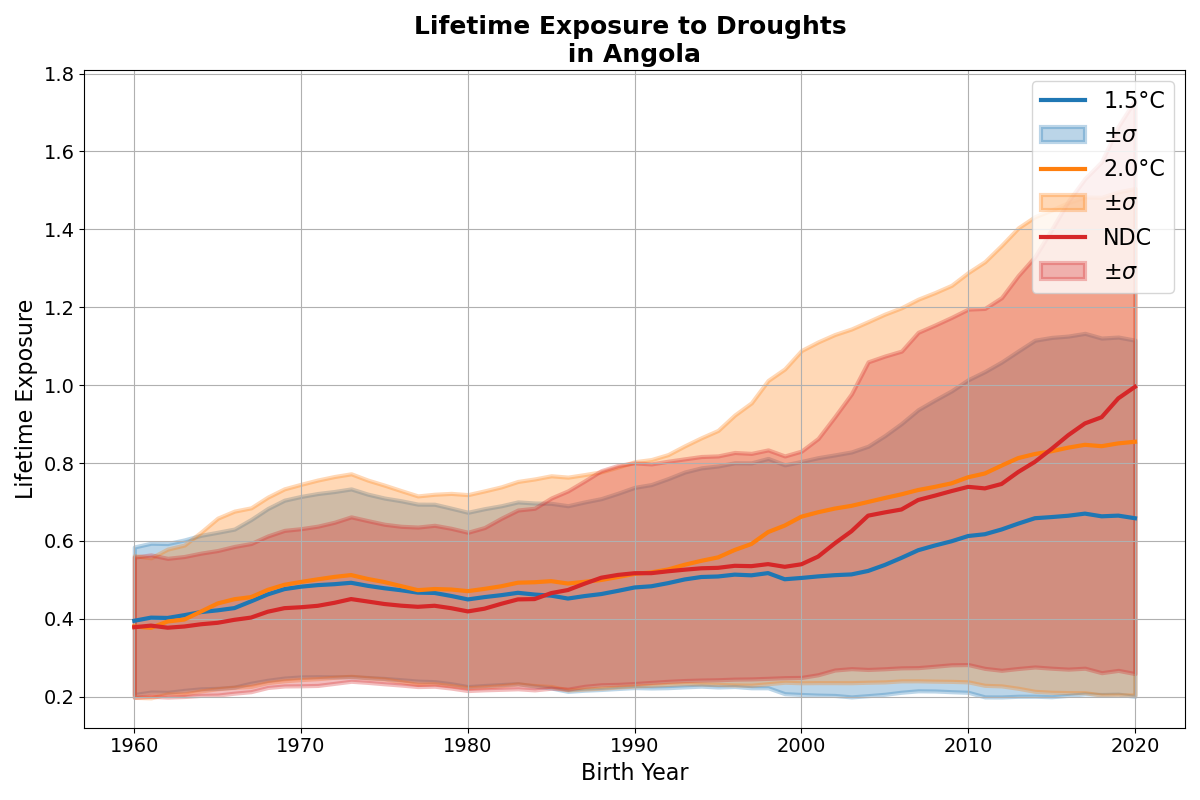 Lifetime Exposure to Droughts
in Angola
Lifetime Exposure
1.8
1.6
1.4
1.2
1.0
0.8
0.6
0.4
0.2
1.5°C
±σ
2.0°C
±σ
NDC
±σ
1960
1970
1980
1990
2000
2010
2020
Birth Year